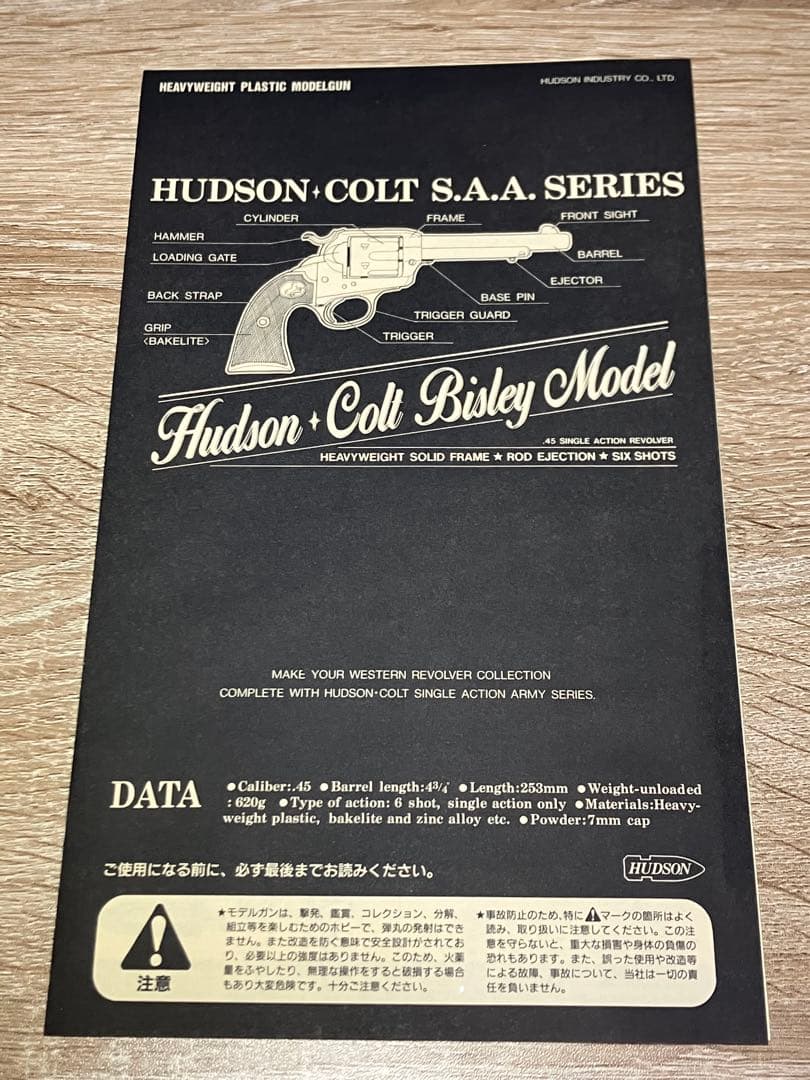 HEAVYWEIGHT PLASTIC MODELGUN
HUDSON INDUSTRY CO., LTD.
HUDSON♦COLT S.A.A. SERIES
CYLINDER
FRAME
FRONT SIGHT
HAMMER
BARREL
LOADING GATE
EJECTOR
BACK STRAP
BASE PIN
TRIGGER GUARD
GRIP
<BAKELITE>
TRIGGER
Hudson♦Colt Bisley Model
.45 SINGLE ACTION REVOLVER
HEAVYWEIGHT SOLID FRAME ★ ROD EJECTION ★ SIX SHOTS
MAKE YOUR WESTERN REVOLVER COLLECTION
COMPLETE WITH HUDSON•COLT SINGLE ACTION ARMY SERIES.
DATA
●Caliber:.45 ●Barrel length:4¾″ ●Length:253mm ●Weight-unloaded
:620g ●Type of action: 6 shot, single action only ●Materials:Heavy-
weight plastic, bakelite and zinc alloy etc. ●Powder:7mm cap
ご使用になる前に、必ず最後までお読みください。
HUDSON
注意
★モデルガンは、撃発、鑑賞、コレクション、分解、
組立等を楽しむためのホビーで、弾丸の発射はでき
ません。また改造を防ぐ意味で安全設計がされてお
り、必要以上の強度はありません。このため、火薬
量をふやしたり、無理な操作をすると破損する場合
もあり大変危険です。十分ご注意ください。
★事故防止のため、特に⚠マークの箇所はよく
読み、取り扱いに注意してください。この注
意を守らないと、重大な損害や身体の負傷の
恐れもあります。また、誤った使用や改造等
による故障、事故について、当社は一切の責
任を負いません。